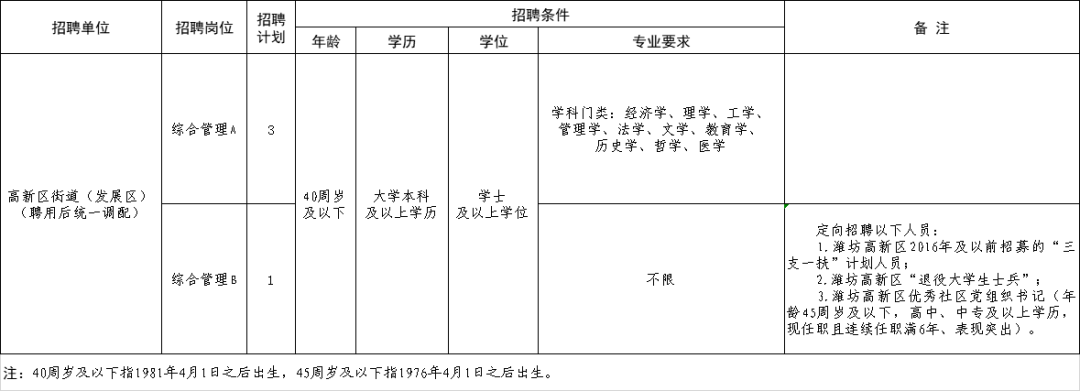 招聘单位
招聘岗位
招聘
计划
招聘条件
备 注
年龄
学历
学位
专业要求
高新区街道（发展区）
（聘用后统一调配）
综合管理A
3
40周岁
及以下
大学本科
及以上学历
学士
及以上学位
学科门类：经济学、理学、工学、
管理学、法学、文学、教育学、
历史学、哲学、医学
综合管理B
1
不限
定向招聘以下人员：
1.潍坊高新区2016年及以前招募的“三
支一扶”计划人员；
2.潍坊高新区“退役大学生士兵”；
3.潍坊高新区优秀社区党组织书记（年
龄45周岁及以下，高中、中专及以上学历，
现任职且连续任职满6年、表现突出）。
注：40周岁及以下指1981年4月1日之后出生，45周岁及以下指1976年4月1日之后出生。